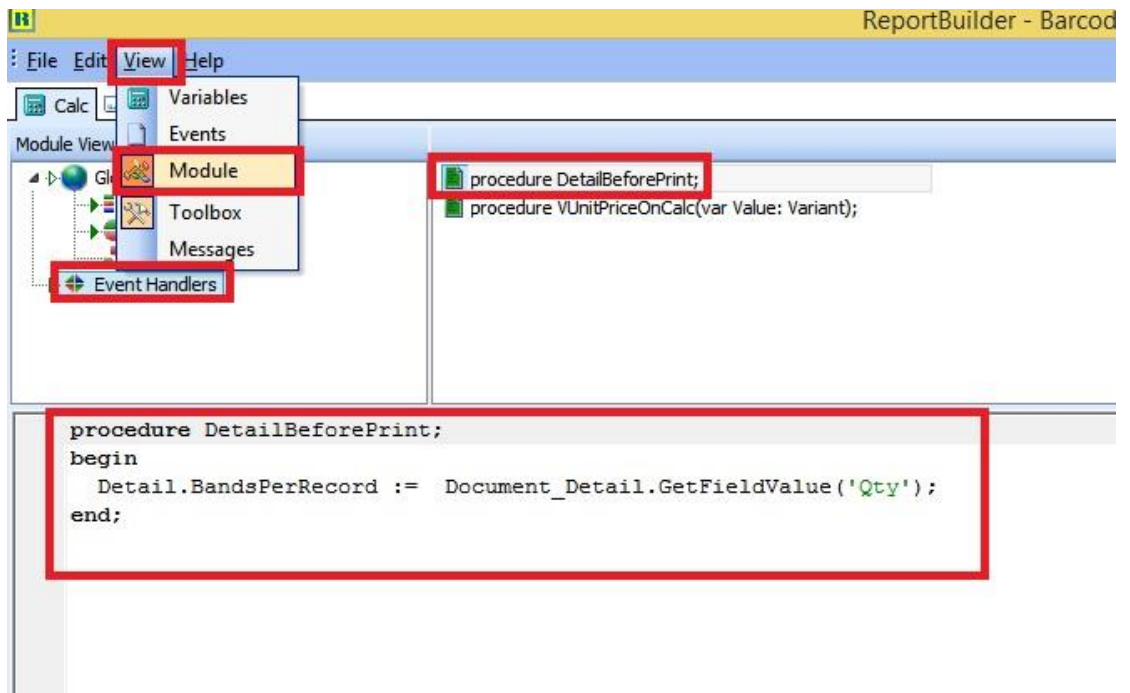 ReportBuilder - Barcod
File Edit View Help
Calc
Variables
Module View
Events
Module
Toolbox
Messages
Event Handlers
procedure DetailBeforePrint;
procedure VUnitPriceOnCalc(var Value: Variant);
procedure DetailBeforePrint;
begin
Detail.BandsPerRecord := Document_Detail.GetFieldValue('Qty');
end;